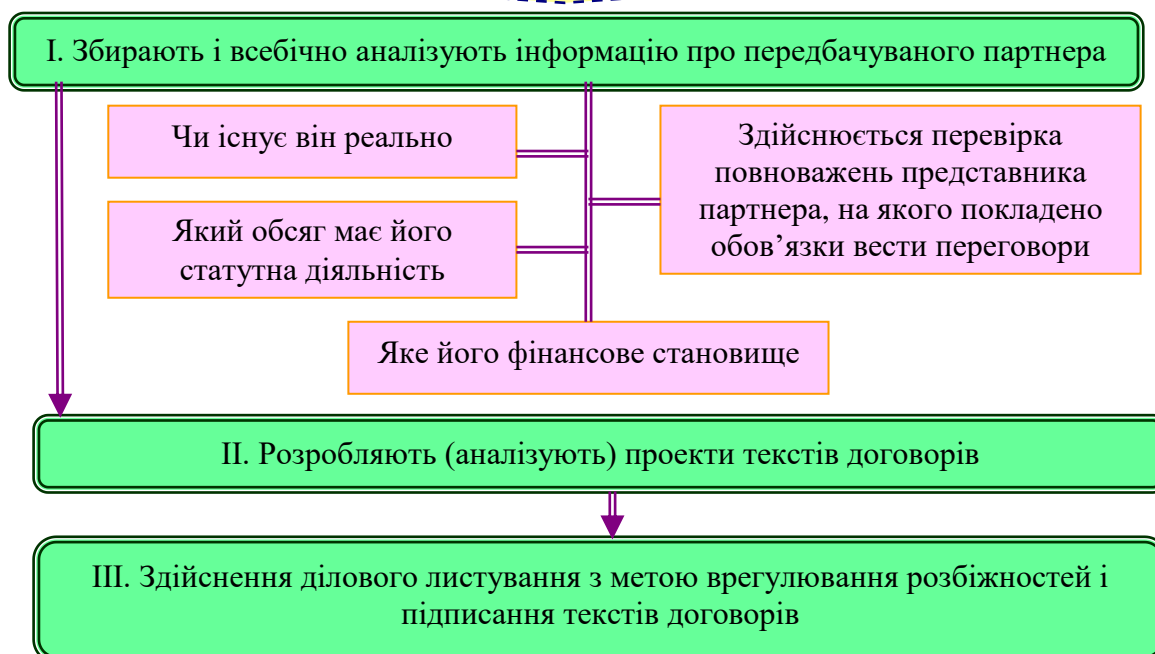 I. Збирають і всебічно аналізують інформацію про передбачуваного партнера
Чи існує він реально
Здійснюється перевірка
повноважень представника
партнера, на якого покладено
обов’язки вести переговори
Який обсяг має його
статутна діяльність
Яке його фінансове становище
II. Розробляють (аналізують) проекти текстів договорів
III. Здійснення ділового листування з метою врегулювання розбіжностей і
підписання текстів договорів